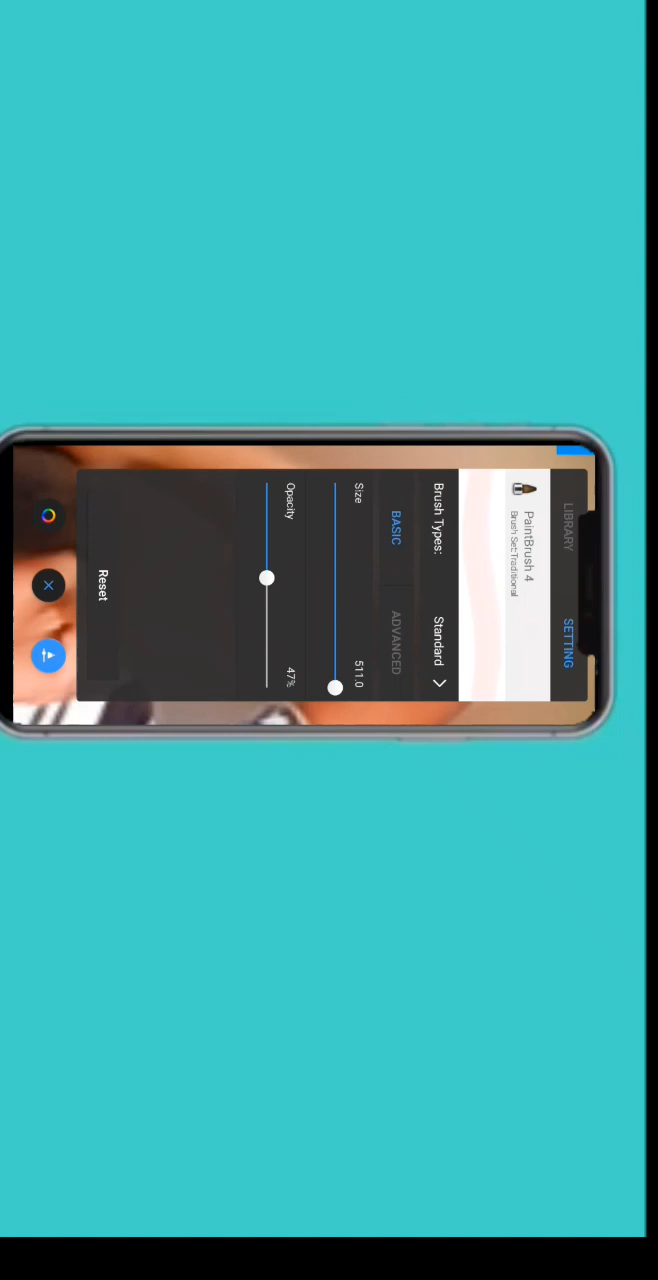 LIBRARY
SETTING
PaintBrush 4
Brush Set:Traditional
Brush Types:
Standard
BASIC
ADVANCED
Size
511.0
Opacity
47%
Reset